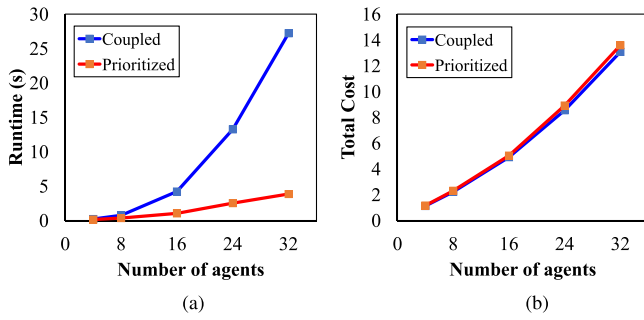 30
25
20
15
10
5
0
Runtime (s)
Coupled
Prioritized
0 8 16 24 32
Number of agents
(a)
16
14
12
10
8
6
4
2
0
Total Cost
Coupled
Prioritized
0 8 16 24 32
Number of agents
(b)